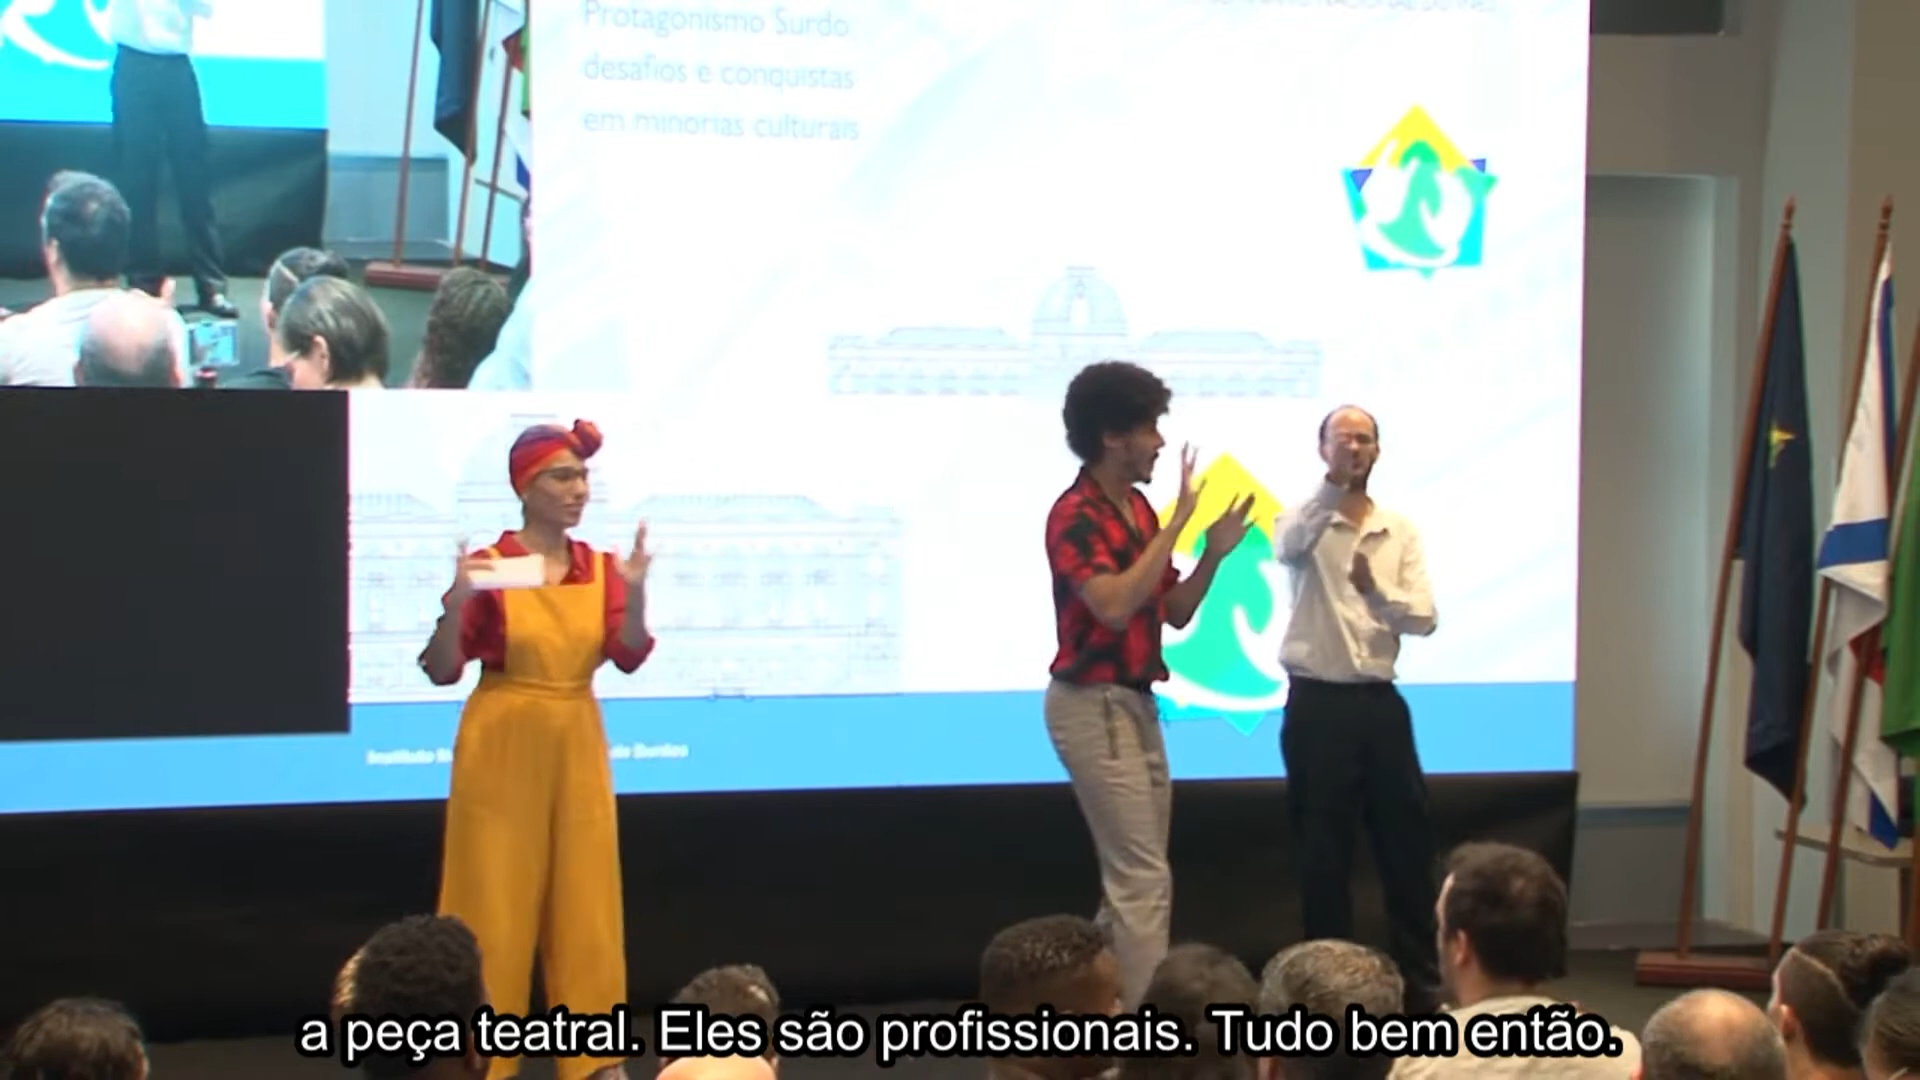 Protagonismo Surdo
desafios e conquistas
em minorias culturais
a peça teatral. Eles são profissionais. Tudo bem então.